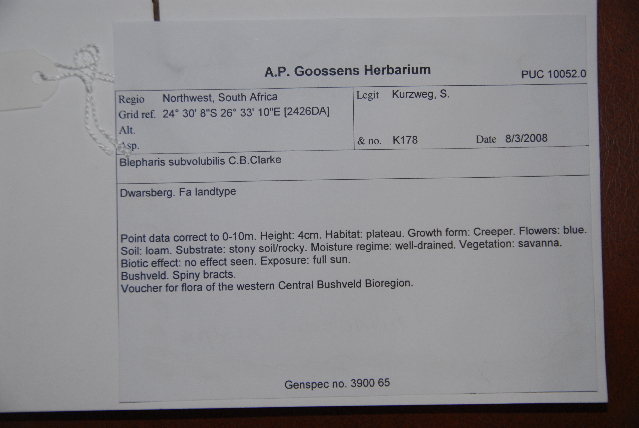 A.P. Goossens Herbarium
PUC 10052.0
Regio Northwest, South Africa
Legit Kurzweg, S.
Grid ref. 24° 30' 8"S 26° 33' 10"E [2426DA]
Alt.
Asp.
& no. K178 Date 8/3/2008
Blepharis subvolubilis C.B.Clarke
Dwarsberg. Fa landtype
Point data correct to 0-10m. Height: 4cm. Habitat: plateau. Growth form: Creeper. Flowers: blue.
Soil: loam. Substrate: stony soil/rocky. Moisture regime: well-drained. Vegetation: savanna.
Biotic effect: no effect seen. Exposure: full sun.
Bushveld. Spiny bracts.
Voucher for flora of the western Central Bushveld Bioregion.
Genspec no. 3900 65